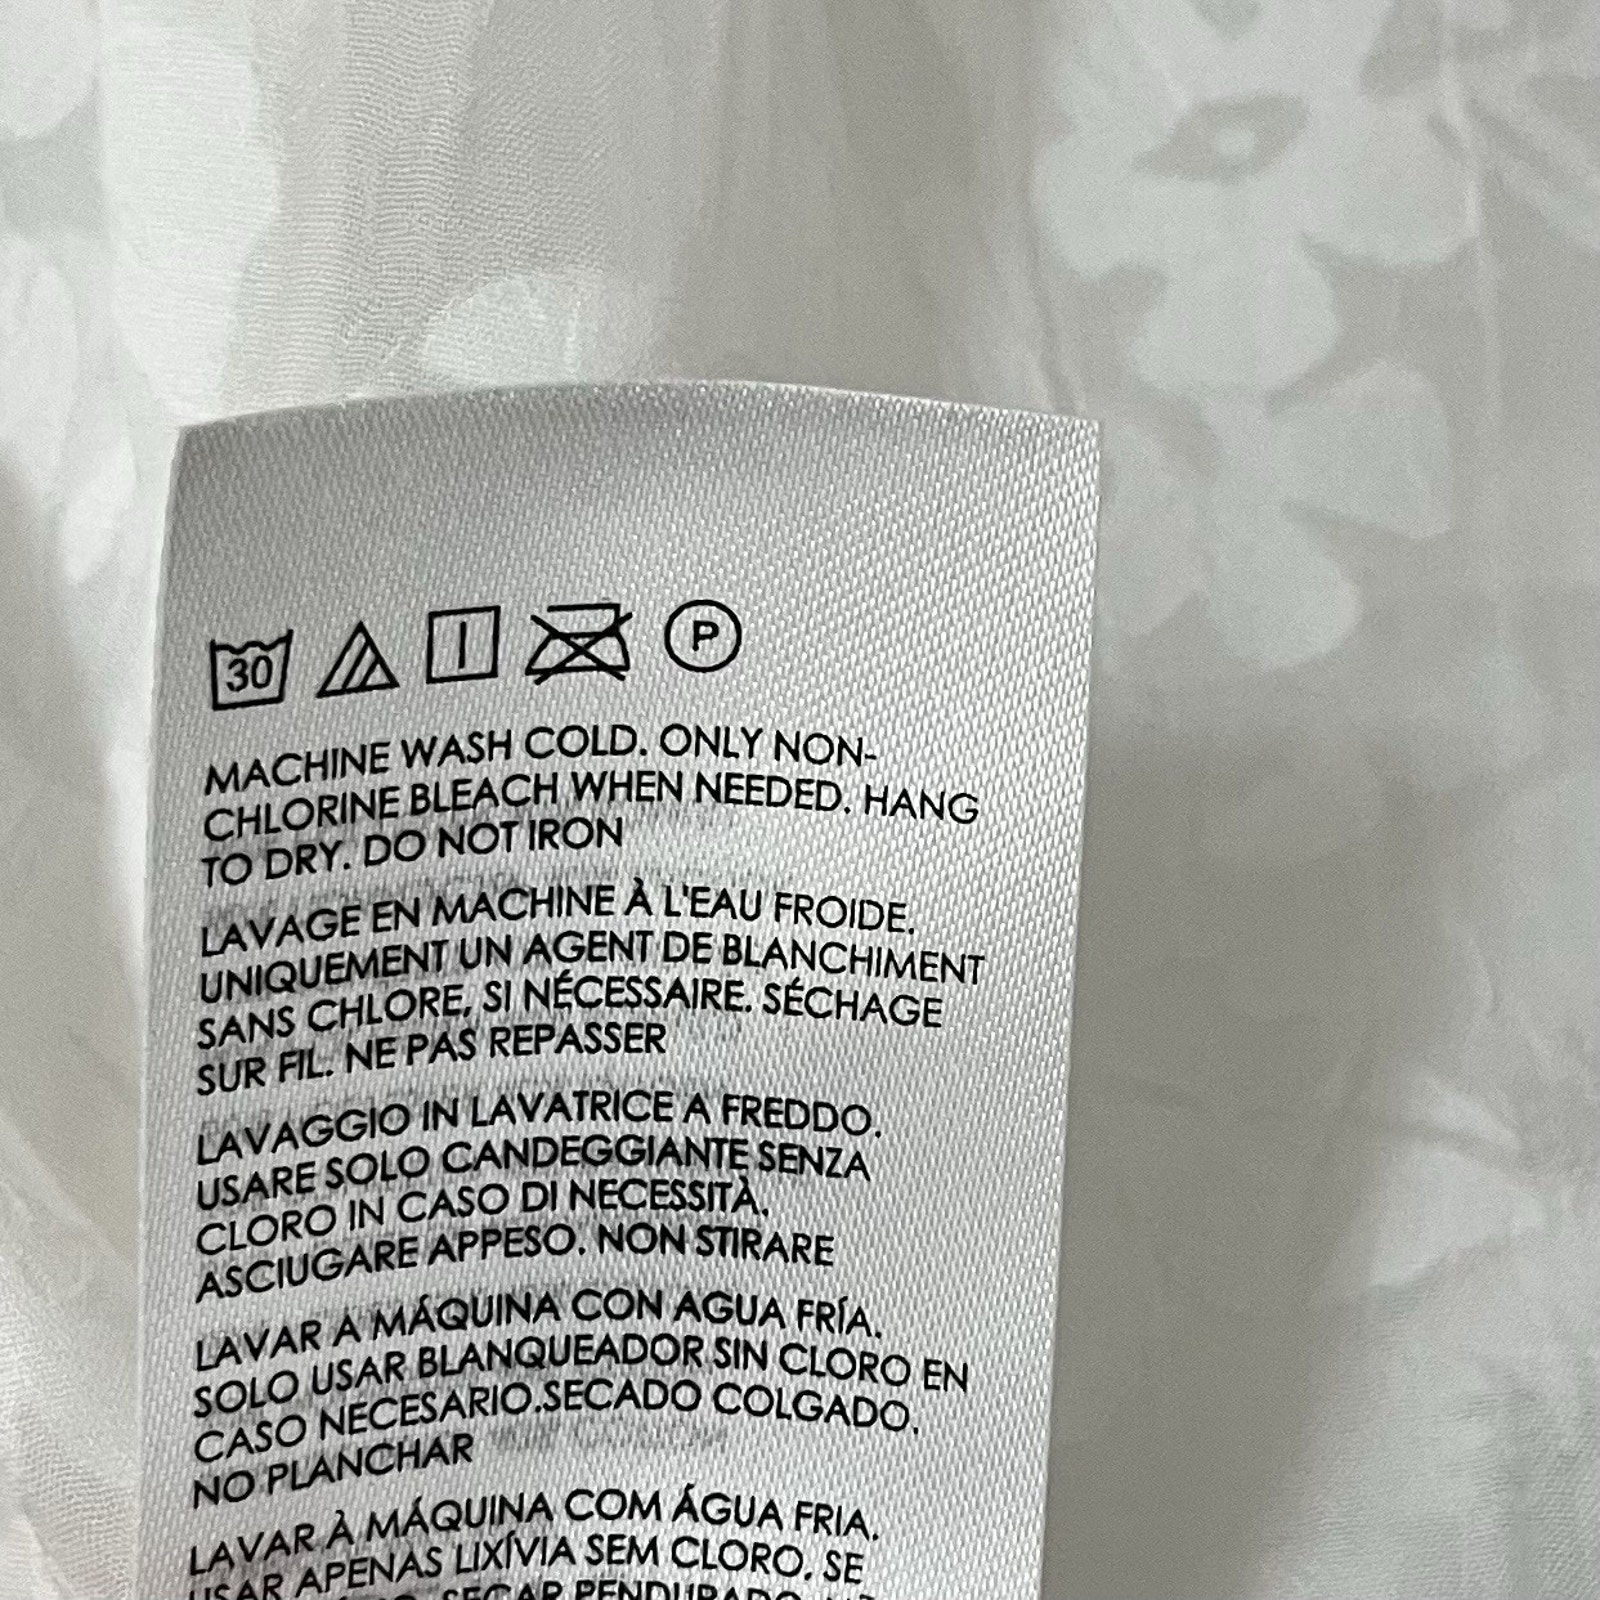 30 P
MACHINE WASH COLD. ONLY NON-
CHLORINE BLEACH WHEN NEEDED. HANG
TO DRY. DO NOT IRON
LAVAGE EN MACHINE À L'EAU FROIDE.
UNIQUEMENT UN AGENT DE BLANCHIMENT
SANS CHLORE, SI NÉCESSAIRE. SÉCHAGE
SUR FIL. NE PAS REPASSER
LAVAGGIO IN LAVATRICE A FREDDO.
USARE SOLO CANDEGGIANTE SENZA
CLORO IN CASO DI NECESSITÀ.
ASCIUGARE APPESO. NON STIRARE
LAVAR A MÁQUINA CON AGUA FRÍA.
SOLO USAR BLANQUEADOR SIN CLORO EN
CASO NECESARIO.SECADO COLGADO.
NO PLANCHAR
LAVAR À MÁQUINA COM ÁGUA FRIA.
USAR APENAS LIXÍVIA SEM CLORO, SE
SECAR PENDURADO.